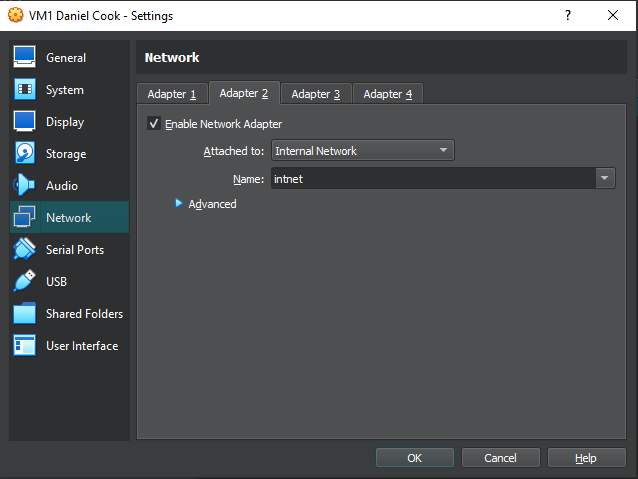 VM1 Daniel Cook - Settings
?
General
System
Display
Storage
Audio
Network
Serial Ports
USB
Shared Folders
User Interface
Network
Adapter 1 Adapter 2 Adapter 3 Adapter 4
Enable Network Adapter
Attached to: Internal Network
Name: intnet
Advanced
OK Cancel Help